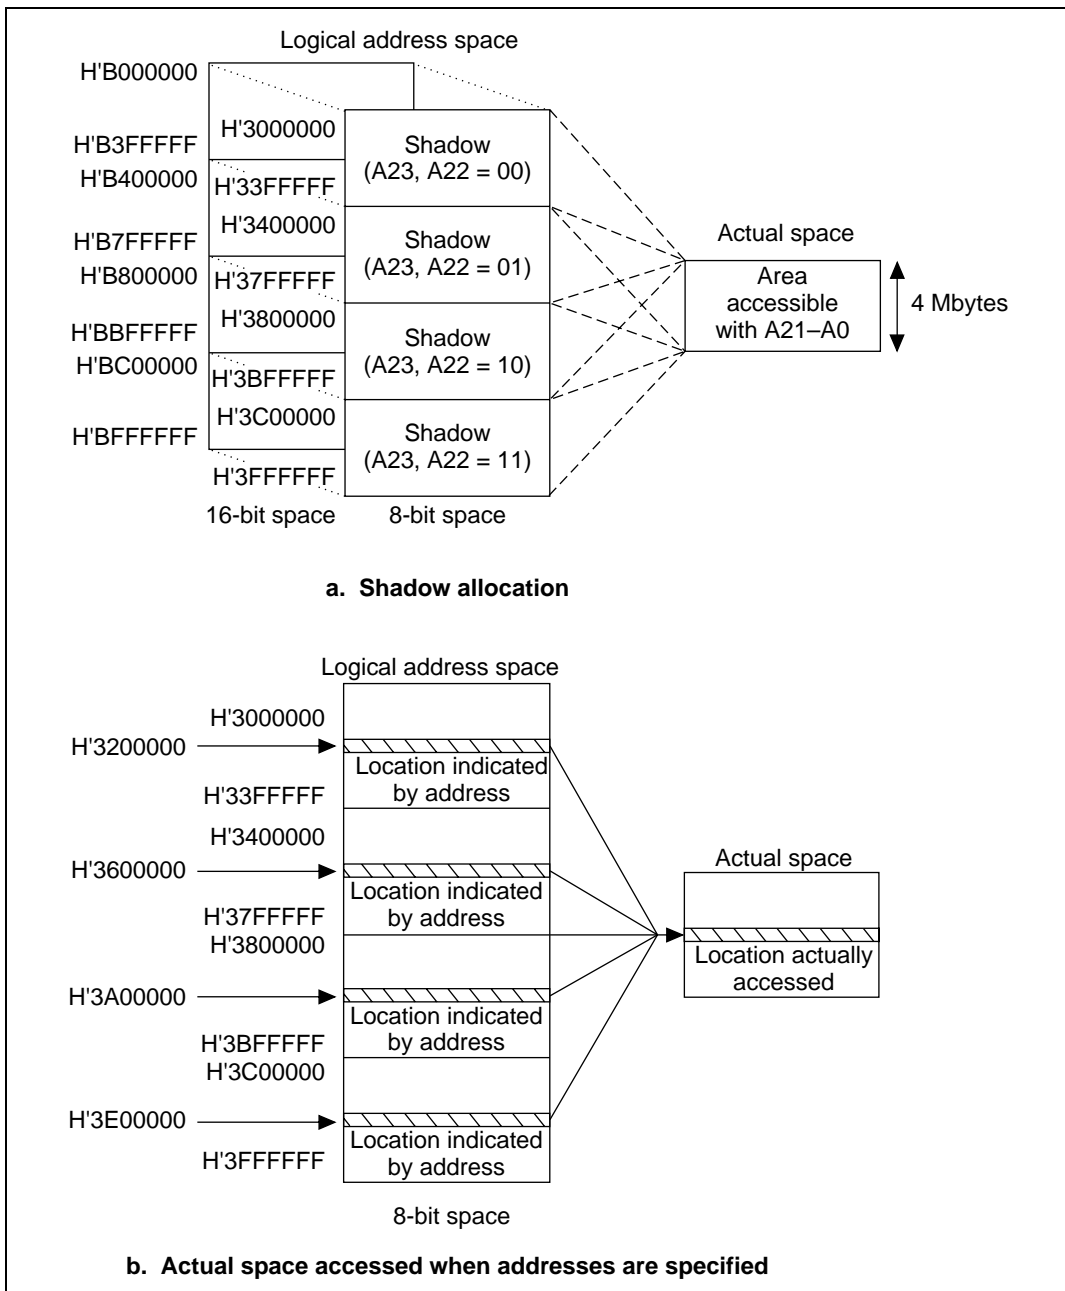 Logical address space
H'B000000
H'3000000
H'B3FFFFF
H'B400000
H'33FFFFF
H'3400000
H'B7FFFFF
H'B800000
H'37FFFFF
H'3800000
H'BBFFFFF
H'BC00000
H'3BFFFFF
H'3C00000
H'BFFFFFF
H'3FFFFFF
Shadow
(A23, A22 = 00)
Shadow
(A23, A22 = 01)
Shadow
(A23, A22 = 10)
Shadow
(A23, A22 = 11)
Actual space
Area
accessible
with A21–A0
4 Mbytes
16-bit space
8-bit space
a. Shadow allocation
Logical address space
H'3000000
H'3200000
Location indicated
by address
H'33FFFFF
H'3400000
H'3600000
Location indicated
by address
H'37FFFFF
H'3800000
H'3A00000
Location indicated
by address
H'3BFFFFF
H'3C00000
H'3E00000
Location indicated
by address
H'3FFFFFF
Actual space
Location actually
accessed
8-bit space
b. Actual space accessed when addresses are specified